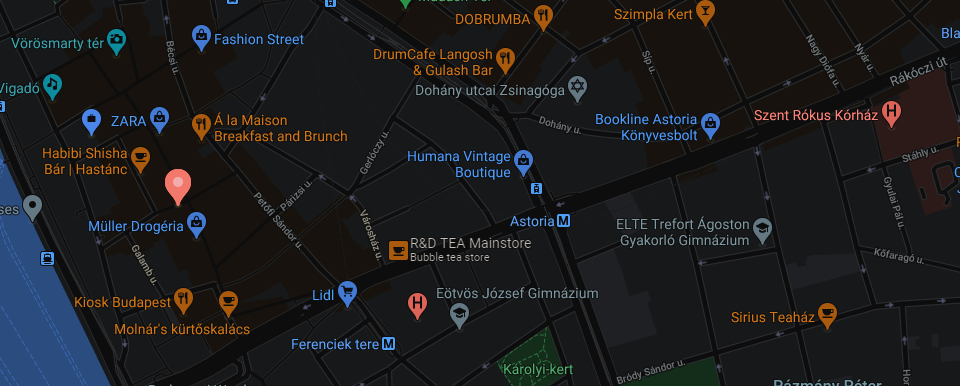 DOBRUMBA
Szimpla Kert
Vörösmarty tér
Fashion Street
DrumCafe Langosh
& Gulash Bar
Bécsi u.
Síp u.
Nagy Diófa u.
Nyár u.
Rákóczi út
Vigadó
Dohány utcai Zsinagóga
ZARA
Á la Maison
Breakfast and Brunch
Dohány u.
Bookline Astoria
Könyvesbolt
Szent Rókus Kórház
Habibi Shisha
Bár | Hastánc
Gerlóczy u.
Humana Vintage
Boutique
Stáhly u.
Párizsi u.
Petőfi Sándor u.
Gyulai Pál u.
Müller Drogéria
Városház u.
Astoria M
ELTE Trefort Ágoston
Gyakorló Gimnázium
R&D TEA Mainstore
Bubble tea store
Galamb u.
Kőfaragó u.
Kiosk Budapest
Lidl
H
Eötvös József Gimnázium
Molnár's kürtőskalács
Sirius Teaház
Ferenciek tere M
Károlyi-kert
Bródy Sándor u.